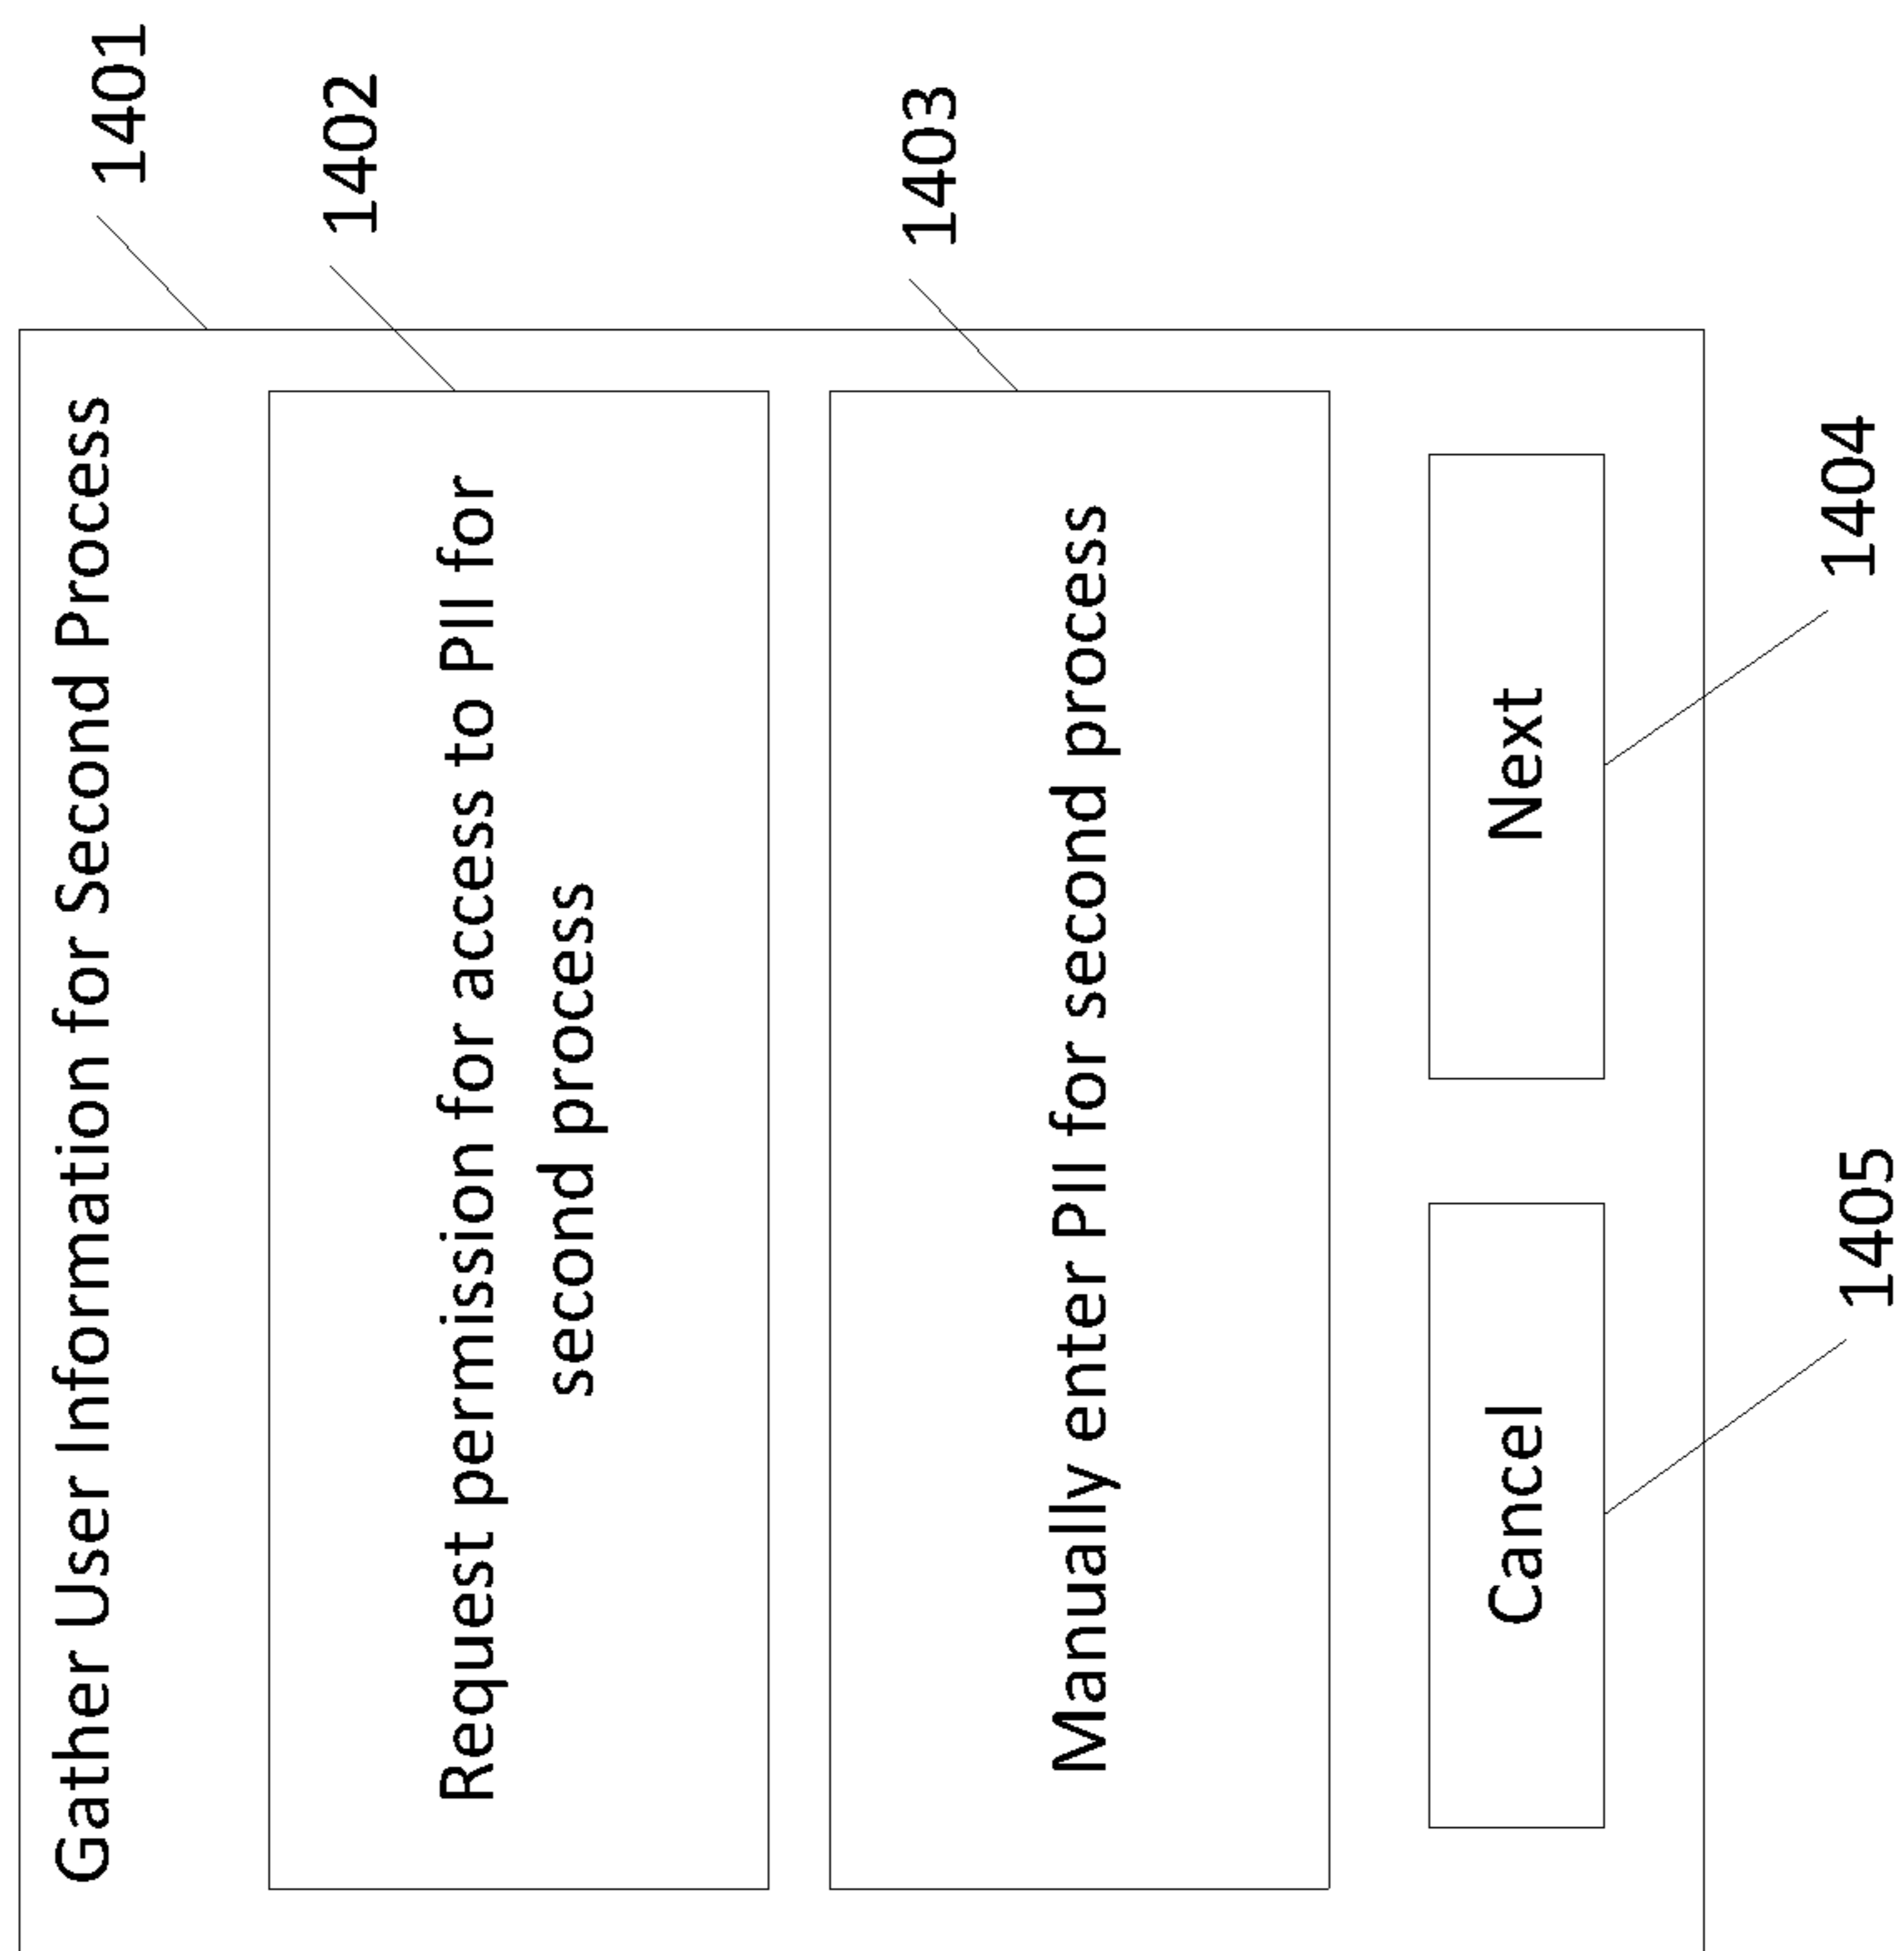 Gather User Information for Second Process
1401
Request permission for access to PII for
second process
1402
Manually enter PII for second process
1403
Cancel
Next
1405
1404